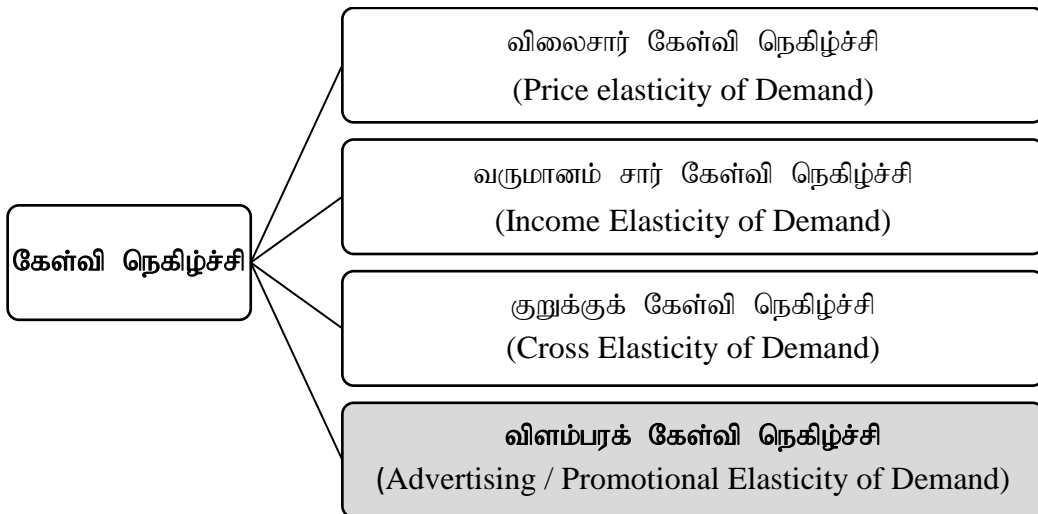 விலைசார் கேள்வி நெகிழ்ச்சி
(Price elasticity of Demand)
வருமானம் சார் கேள்வி நெகிழ்ச்சி
(Income Elasticity of Demand)
கேள்வி நெகிழ்ச்சி
குறுக்குக் கேள்வி நெகிழ்ச்சி
(Cross Elasticity of Demand)
விளம்பரக் கேள்வி நெகிழ்ச்சி
(Advertising / Promotional Elasticity of Demand)